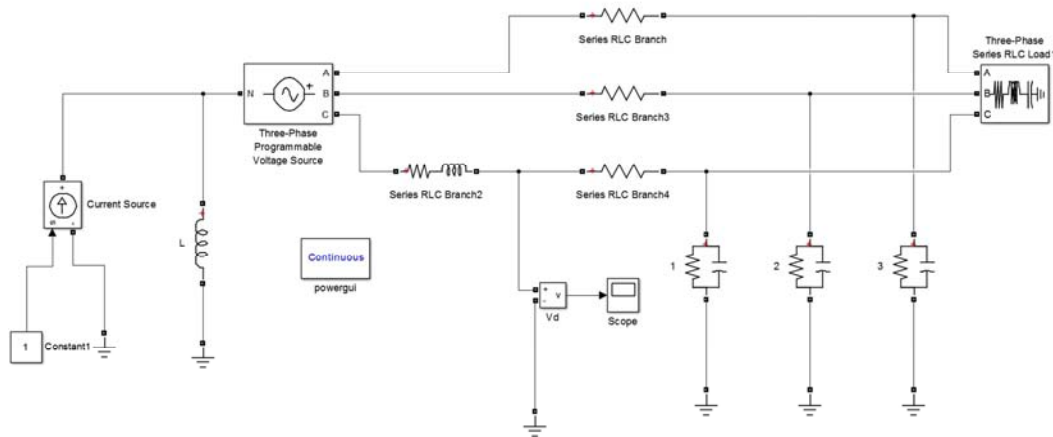 Series RLC Branch
Three-Phase
Series RLC Load1
A
B
C
N
A
B
C
+
Three-Phase
Programmable
Voltage Source
Series RLC Branch3
Series RLC Branch2
Series RLC Branch4
+
s
-
Current Source
L
Continuous
powergui
1
2
3
+
-
v
Vd
Scope
1
Constant1